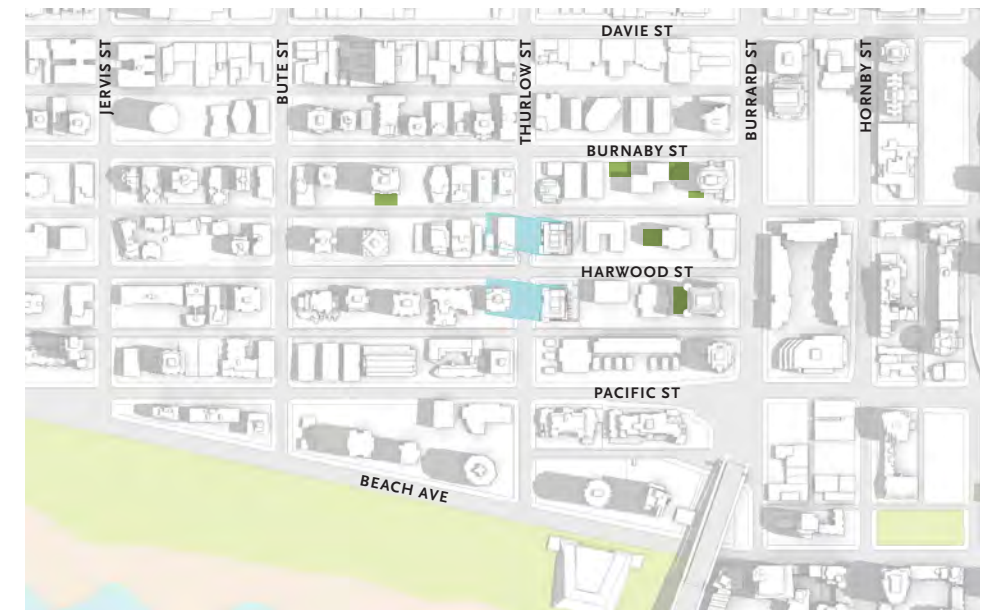 DAVIE ST
JERVIS ST
BUTE ST
THURLOW ST
BURRARD ST
HORNBY ST
BURNABY ST
HARWOOD ST
PACIFIC ST
BEACH AVE